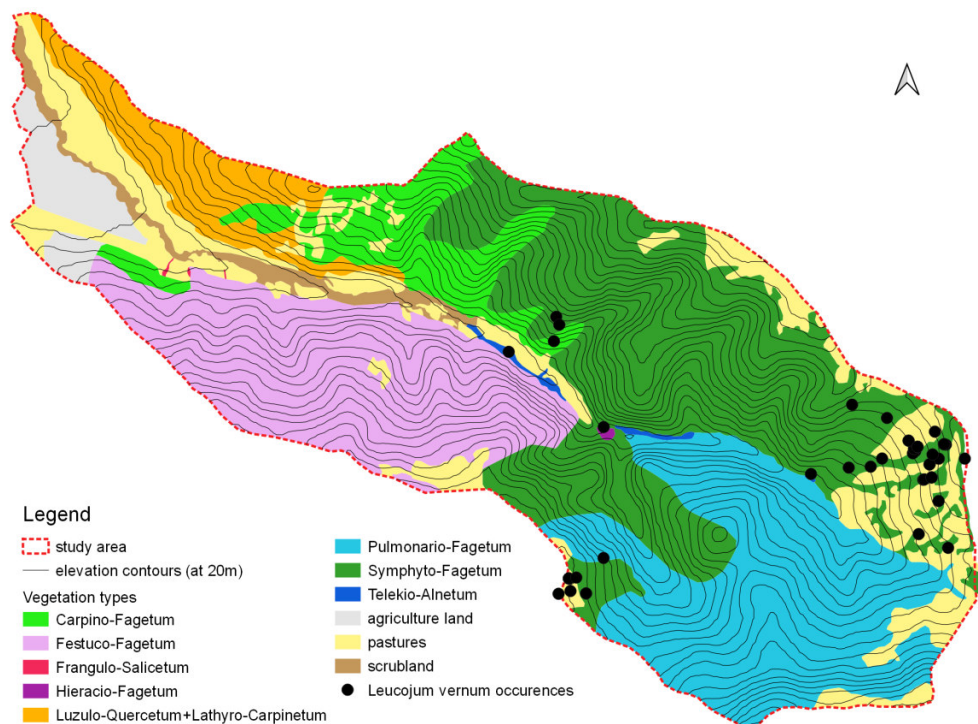 Legend
study area
elevation contours (at 20m)
Vegetation types
Carpino-Fagetum
Festuco-Fagetum
Frangulo-Salicetum
Hieracio-Fagetum
Luzulo-Quercetum+Lathyro-Carpinetum
Pulmonario-Fagetum
Symphyto-Fagetum
Telekio-Alnetum
agriculture land
pastures
scrubland
Leucojum vernum occurences